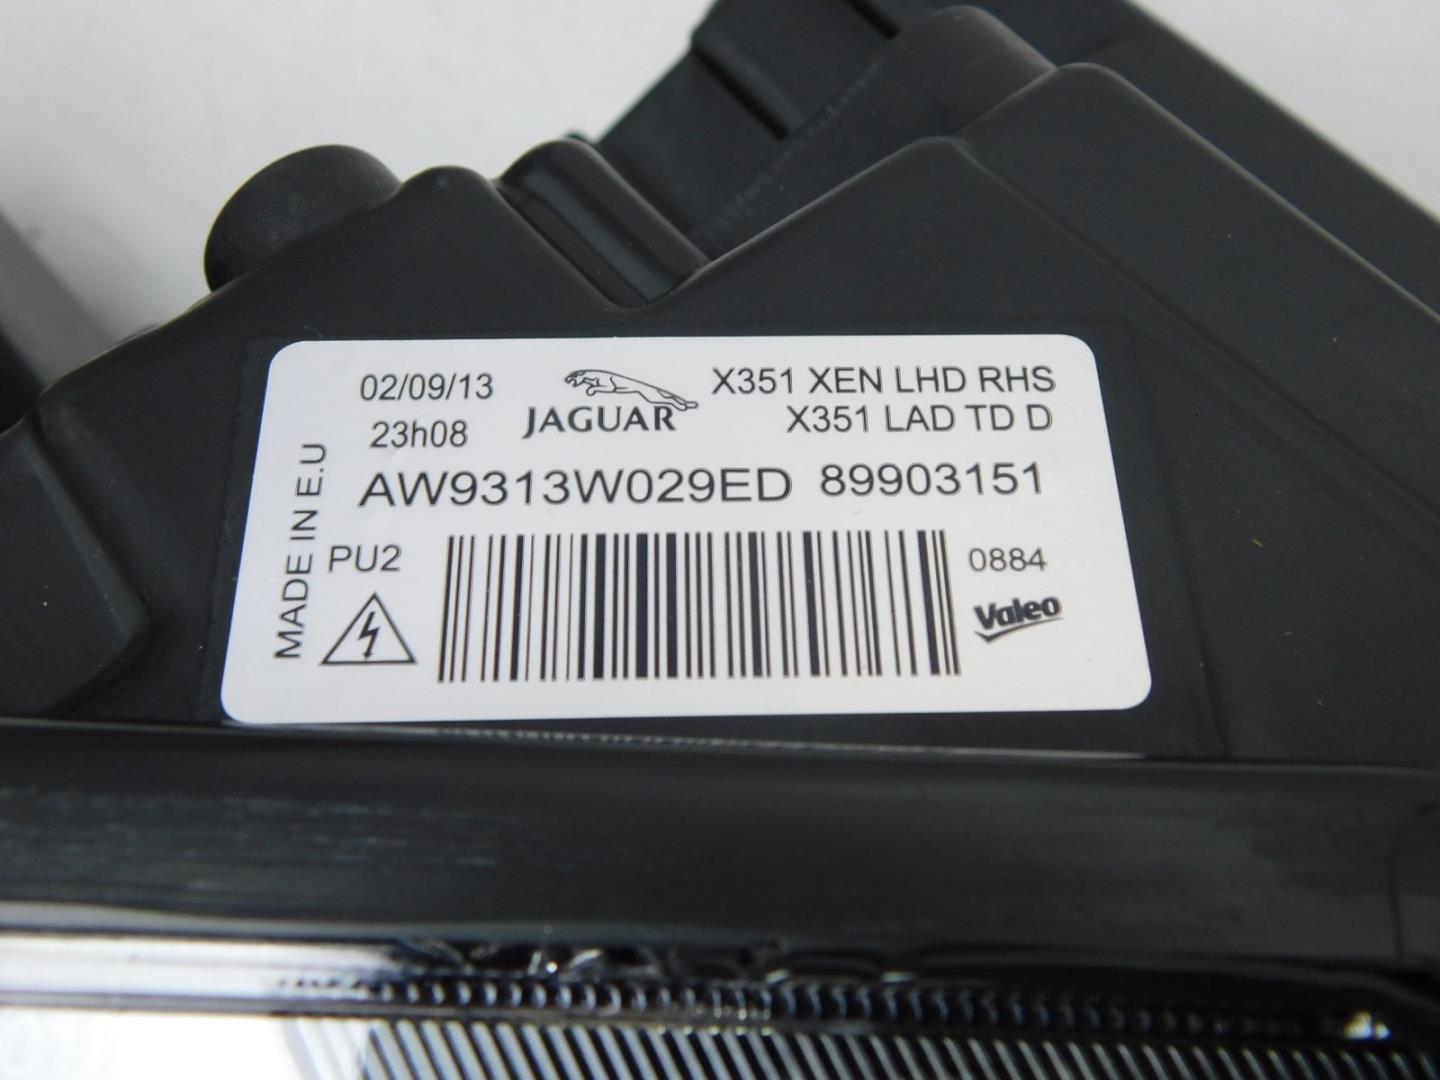 02/09/13
23h08
JAGUAR
X351 XEN LHD RHS
X351 LAD TD D
AW9313W029ED 89903151
MADE IN E.U
PU2
0884
Valeo